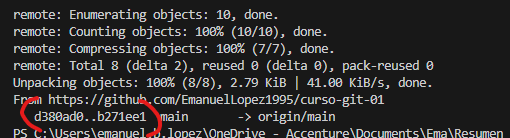 remote: Enumerating objects: 10, done.
remote: Counting objects: 100% (10/10), done.
remote: Compressing objects: 100% (7/7), done.
remote: Total 8 (delta 2), reused 0 (delta 0), pack-reused 0
Unpacking objects: 100% (8/8), 2.79 KiB | 41.00 KiB/s, done.
From https://github.com/EmanuelLopez1995/curso-git-01
d380ad0..b271ee1 main -> origin/main
PS C:\Users\emanuel.b.lopez\OneDrive - Accenture\Documents\Ema\Resumen